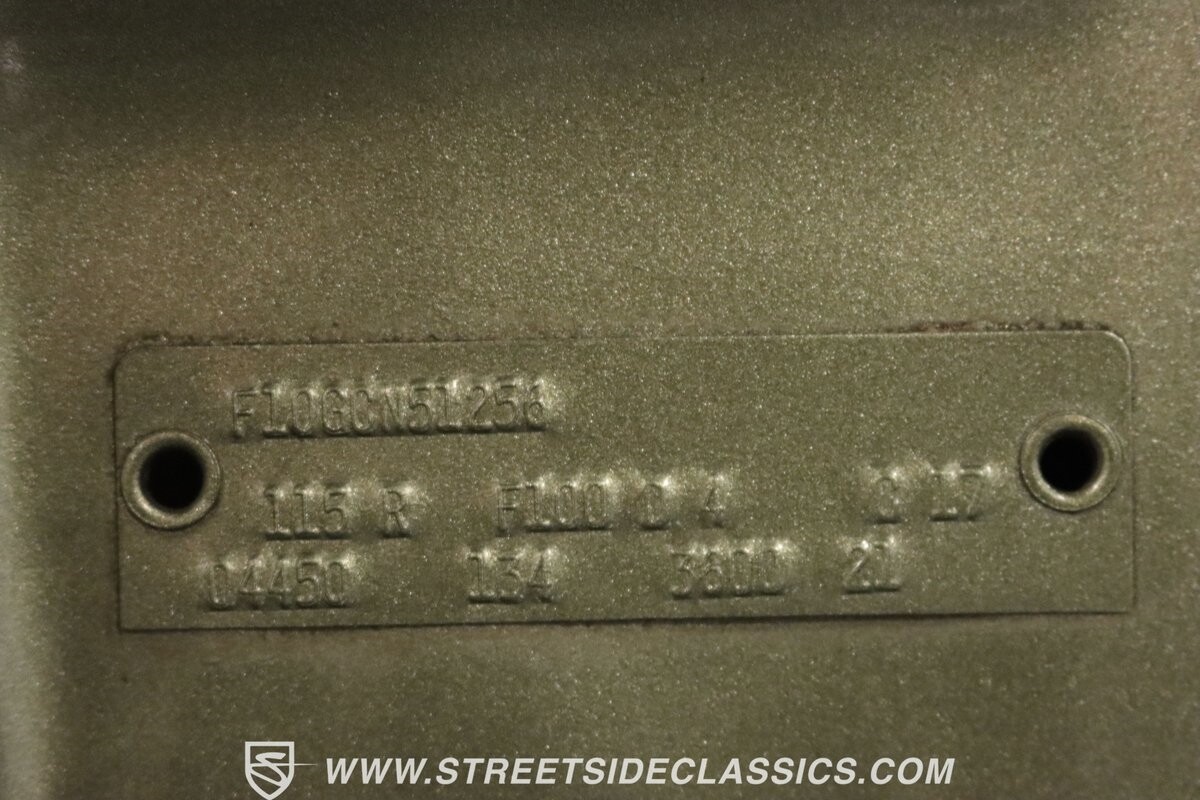 F10GCN51256
115 R F100 D 4 C 17
04450 134 3800 21
WWW.STREETSIDECLASSICS.COM